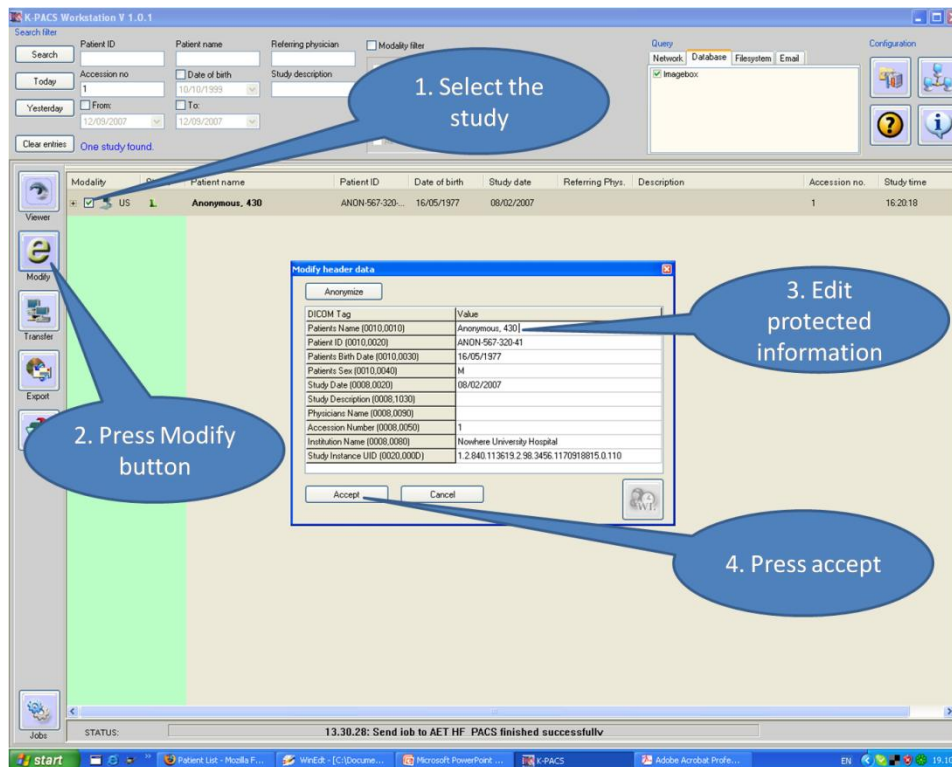 K-PACS Workstation V 1.0.1
Search filter
Search
Today
Yesterday
Clear entries
Patient ID
Patient name
Referring physician
Modality filter
Accession no
1
Date of birth
10/10/1999
Study description
From:
12/09/2007
To:
12/09/2007
One study found.
Query
Network
Database
Filesystem
Email
Imagebox
Configuration
1. Select the
study
Modality
Patient name
Patient ID
Date of birth
Study date
Referring Phys.
Description
Accession no.
Study time
US
1.
Anonymous, 430
ANON-567-320-...
16/05/1977
08/02/2007
1
16:20:18
Viewer
Modify
Transfer
Export
Jobs
2. Press Modify
button
Modify header data
Anonymize
DICOM Tag Value
Patients Name (0010,0010) Anonymous, 430
Patient ID (0010,0020) ANON-567-320-41
Patients Birth Date (0010,0030) 16/05/1977
Patients Sex (0010,0040) M
Study Date (0008,0020) 08/02/2007
Study Description (0008,1030)
Physicians Name (0008,0090)
Accession Number (0008,0050) 1
Institution Name (0008,0080) Nowhere University Hospital
Study Instance UID (0020,000D) 1.2.840.113619.2.98.3456.1170918815.0.110
Accept
Cancel
3. Edit
protected
information
4. Press accept
STATUS:
13.30.28: Send job to AET HF_PACS finished successfully
start
Patient List - Mozilla F...
WinEdt - [C:\Docume...
Microsoft PowerPoint ...
K-PACS
Adobe Acrobat Profe...
EN